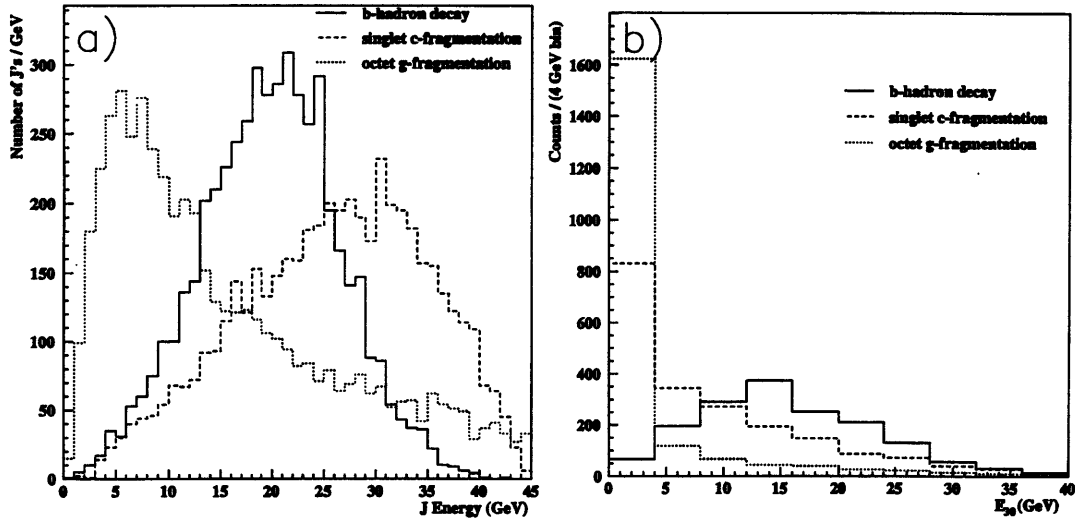 a)
b-hadron decay
singlet c-fragmentation
octet g-fragmentation
Number of J's / GeV
300
250
200
150
100
50
0
0 5 10 15 20 25 30 35 40 45
J Energy (GeV)
b)
b-hadron decay
singlet c-fragmentation
octet g-fragmentation
Counts / (4 GeV bin)
1600
1400
1200
1000
800
600
400
200
0
0 5 10 15 20 25 30 35 40
E30 (GeV)